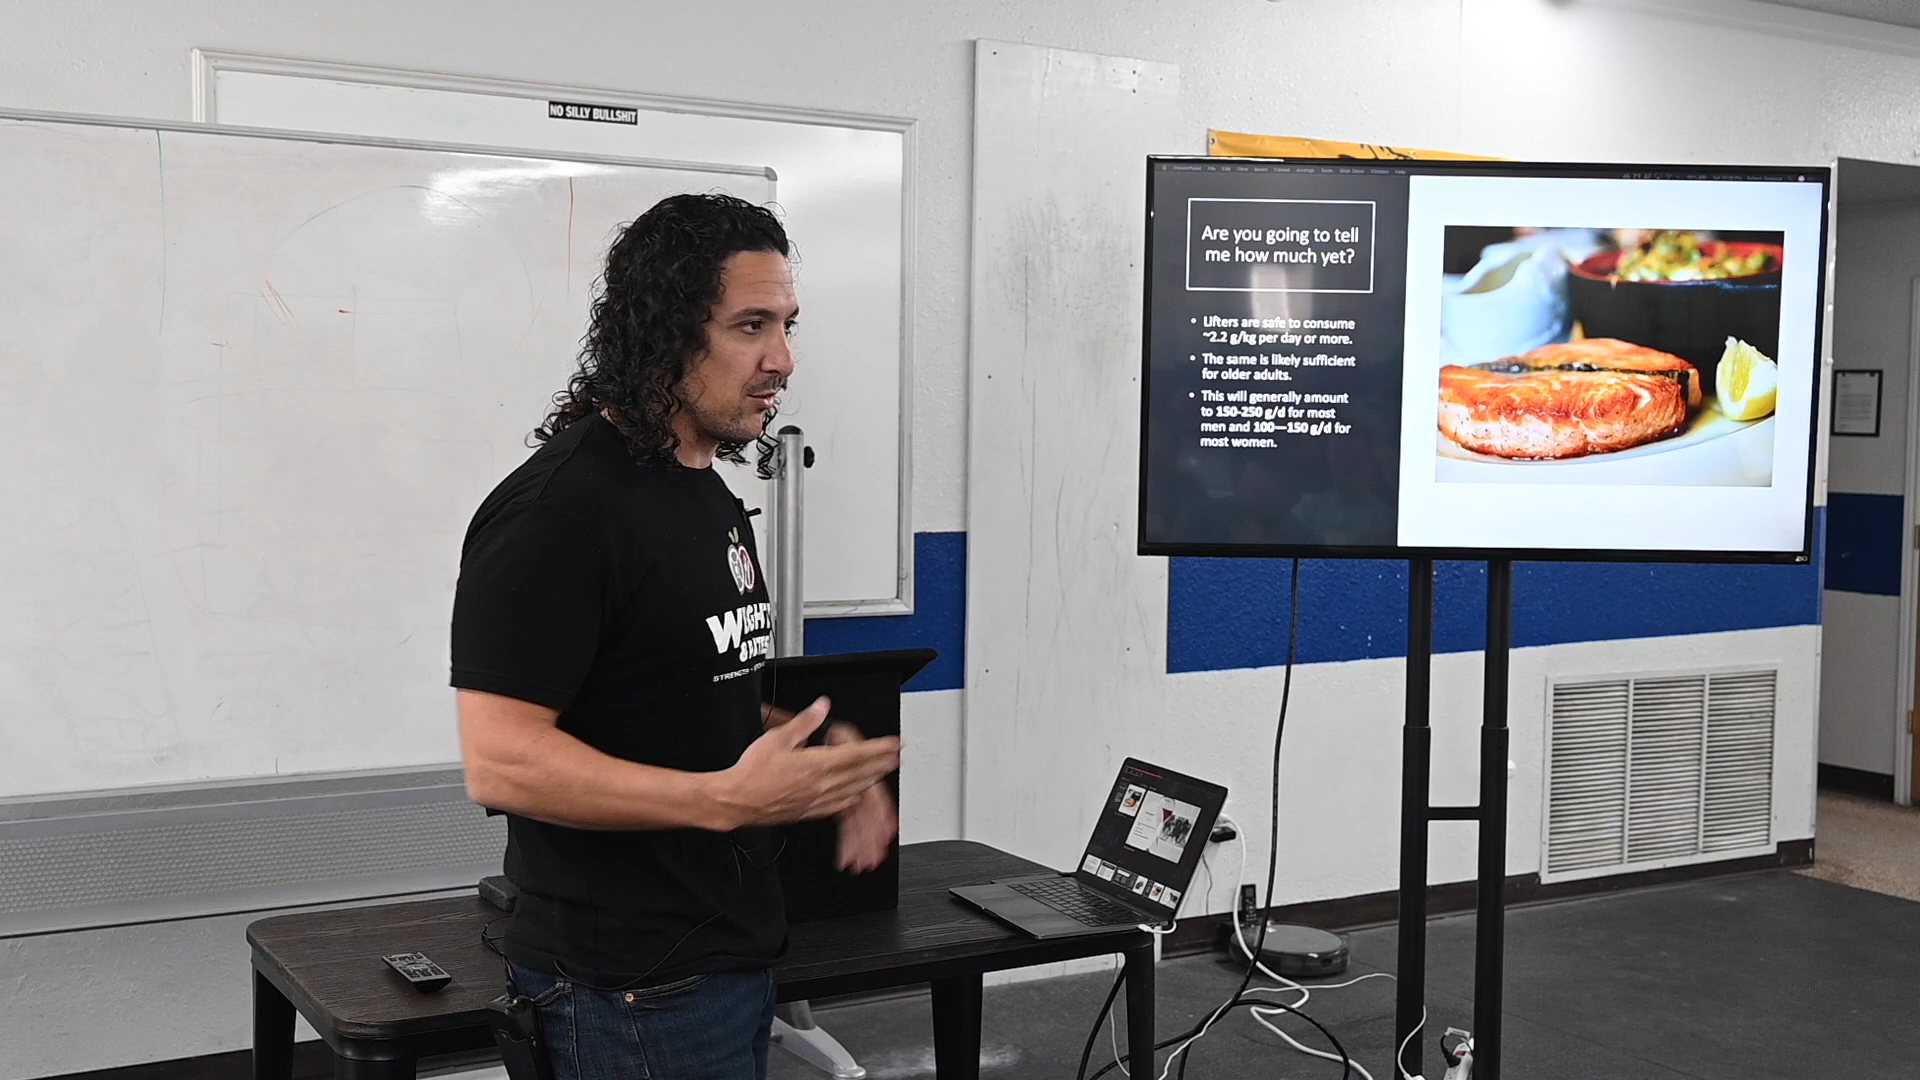 NO SILLY BULLSHIT
Are you going to tell
me how much yet?
• Lifters are safe to consume
~2.2 g/kg per day or more.
• The same is likely sufficient
for older adults.
• This will generally amount
to 150-250 g/d for most
men and 100—150 g/d for
most women.